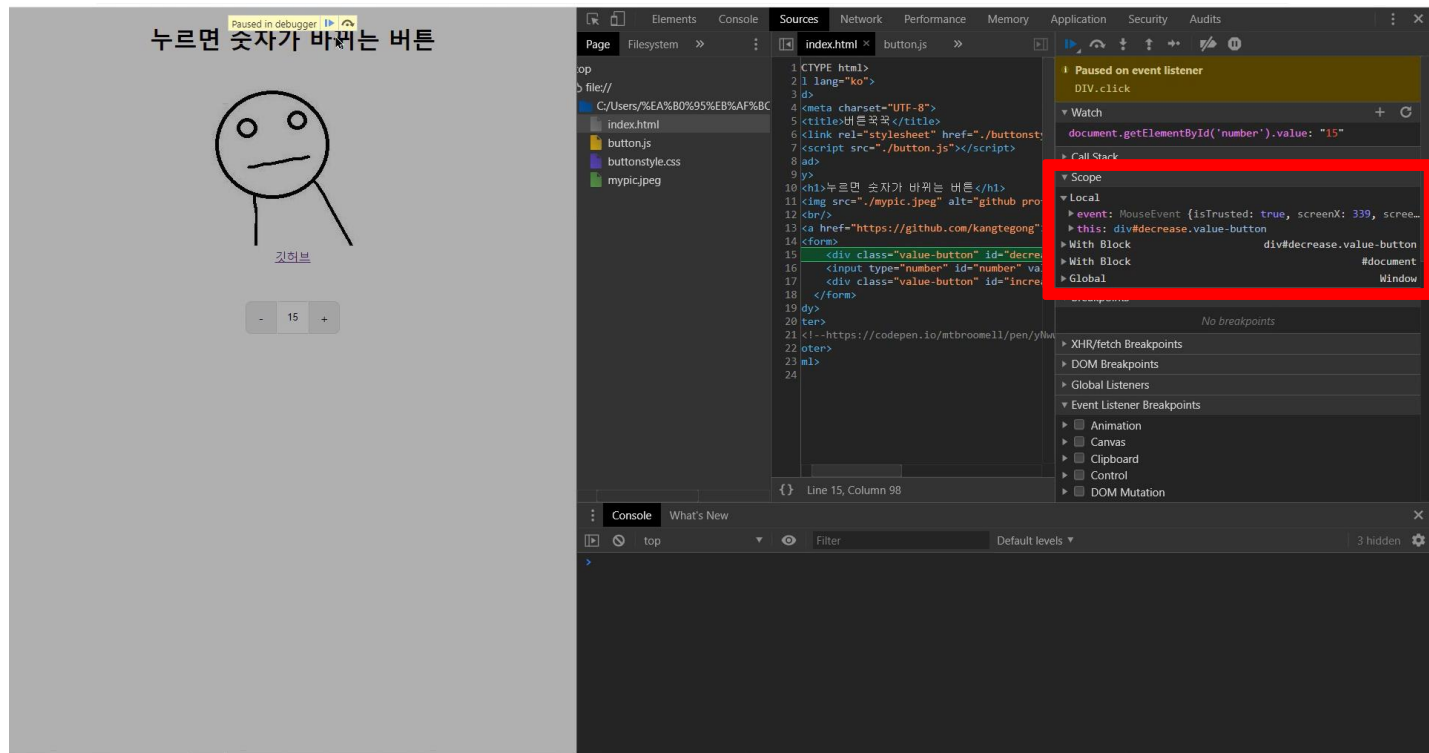 Paused in debugger
누르면 숫자가 바뀌는 버튼
깃허브
- 15 +
Elements Console Sources Network Performance Memory Application Security Audits
Page Filesystem »
index.html × button.js »
top
file://
C:/Users/%EA%B0%95%EB%AF%BC
index.html
button.js
buttonstyle.css
mypic.jpeg
1 CTYPE html>
2 l lang="ko">
3 d>
4 <meta charset="UTF-8">
5 <title>버튼꾹꾹</title>
6 <link rel="stylesheet" href="./buttonsty
7 <script src="./button.js"></script>
8 ad>
9 y>
10 <h1>누르면 숫자가 바뀌는 버튼</h1>
11 <img src="./mypic.jpeg" alt="github pro
12 <br/>
13 <a href="https://github.com/kangtegong"
14 <form>
15 <div class="value-button" id="decrea
16 <input type="number" id="number" va
17 <div class="value-button" id="increa
18 </form>
19 dy>
20 ter>
21 <!--https://codepen.io/mtbroomell/pen/yNw
22 oter>
23 ml>
24
{} Line 15, Column 98
Paused on event listener
DIV.click
Watch
document.getElementById('number').value: "15"
Call Stack
Scope
Local
event: MouseEvent {isTrusted: true, screenX: 339, scree…
this: div#decrease.value-button
With Block div#decrease.value-button
With Block #document
Global Window
Breakpoints
No breakpoints
XHR/fetch Breakpoints
DOM Breakpoints
Global Listeners
Event Listener Breakpoints
Animation
Canvas
Clipboard
Control
DOM Mutation
Console What's New
top Filter Default levels 3 hidden